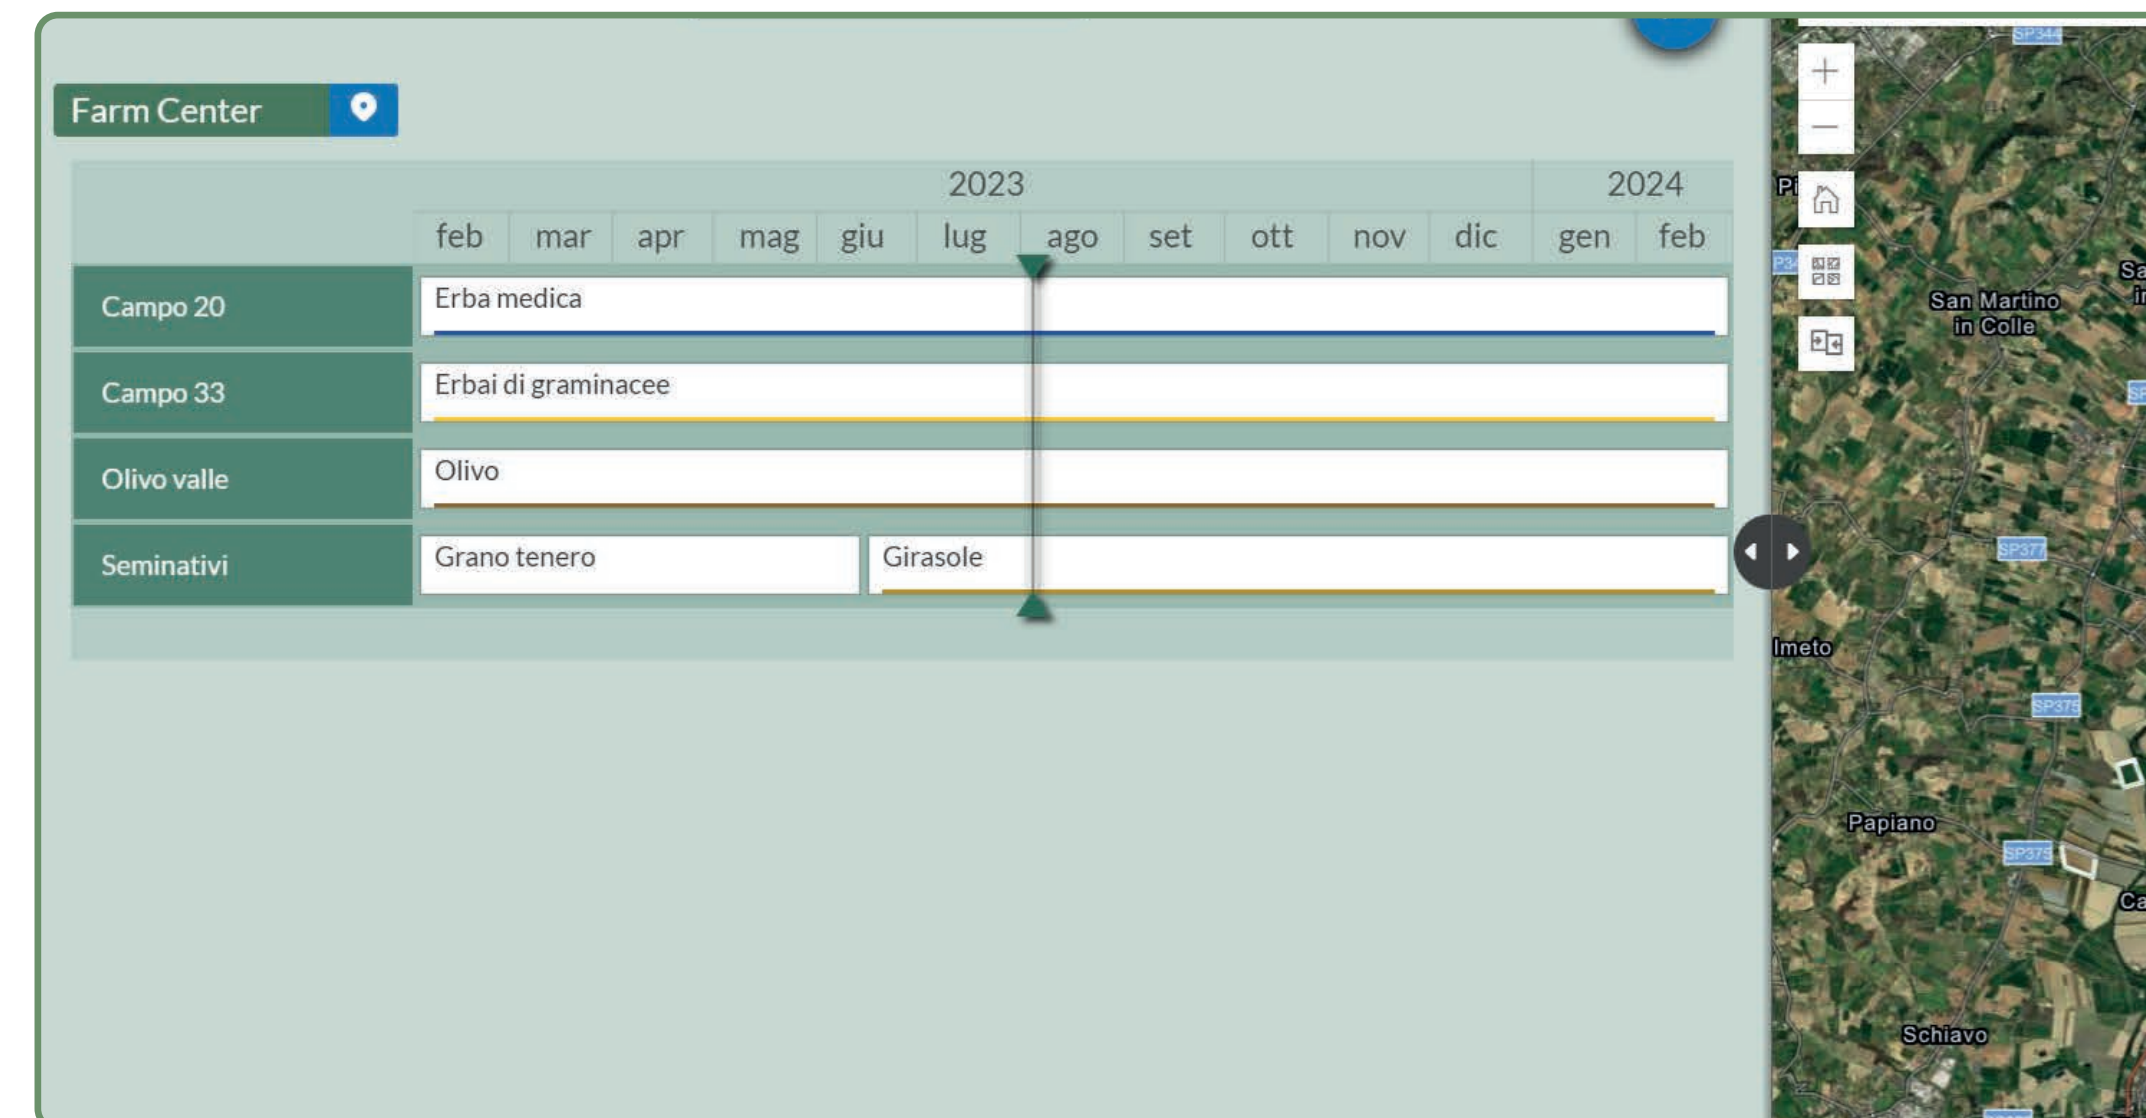 Farm Center
2023 2024
feb mar apr mag giu lug ago set ott nov dic gen feb
Campo 20 Erba medica
Campo 33 Erbai di graminacee
Olivo valle Olivo
Seminativi Grano tenero Girasole
SP344
San Martino
in Colle
SP377
SP375
Papiano
SP375
Schiavo